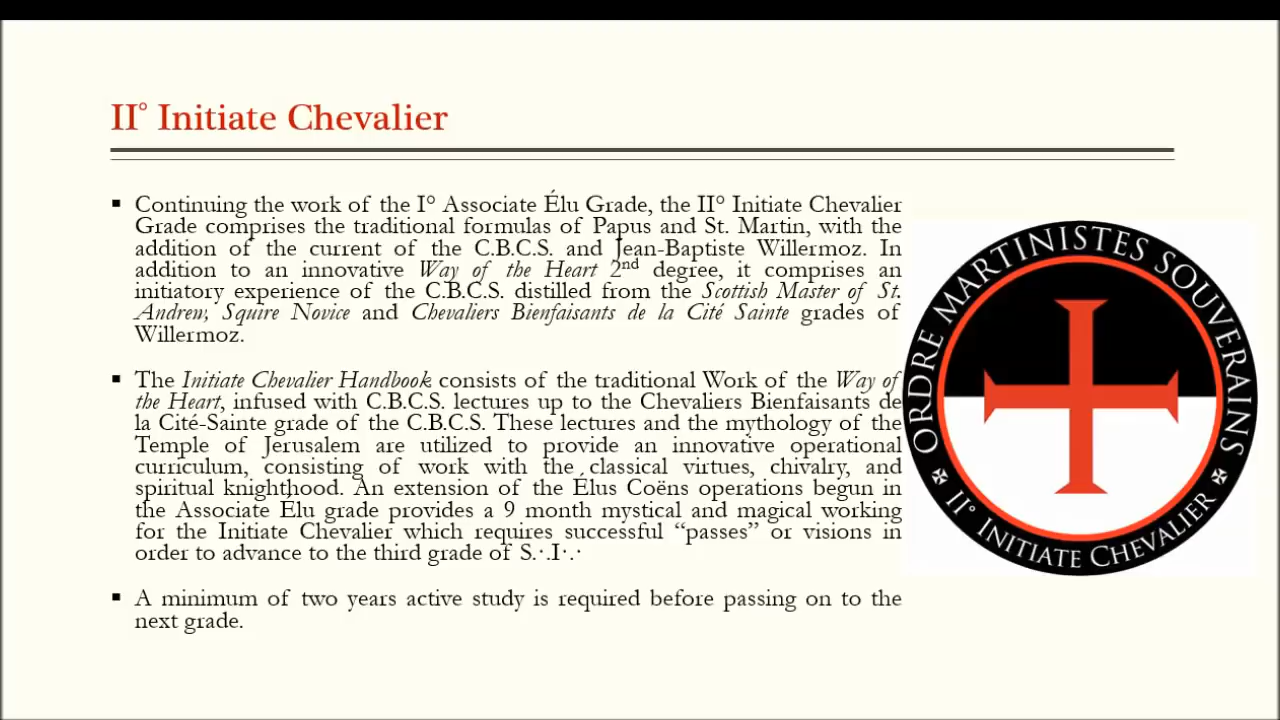 II° Initiate Chevalier
▪ Continuing the work of the I° Associate Élu Grade, the II° Initiate Chevalier
Grade comprises the traditional formulas of Papus and St. Martin, with the
addition of the current of the C.B.C.S. and Jean-Baptiste Willermoz. In
addition to an innovative Way of the Heart 2nd degree, it comprises an
initiatory experience of the C.B.C.S. distilled from the Scottish Master of St.
Andrew, Squire Novice and Chevaliers Bienfaisants de la Cité Sainte grades of
Willermoz.
▪ The Initiate Chevalier Handbook consists of the traditional Work of the Way of
the Heart, infused with C.B.C.S. lectures up to the Chevaliers Bienfaisants de
la Cité-Sainte grade of the C.B.C.S. These lectures and the mythology of the
Temple of Jerusalem are utilized to provide an innovative operational
curriculum, consisting of work with the classical virtues, chivalry, and
spiritual knighthood. An extension of the Élus Coëns operations begun in
the Associate Élu grade provides a 9 month mystical and magical working
for the Initiate Chevalier which requires successful “passes” or visions in
order to advance to the third grade of S.·.I·.·
▪ A minimum of two years active study is required before passing on to the
next grade.
ORDRE MARTINISTES SOUVERAINS
II° INITIATE CHEVALIER